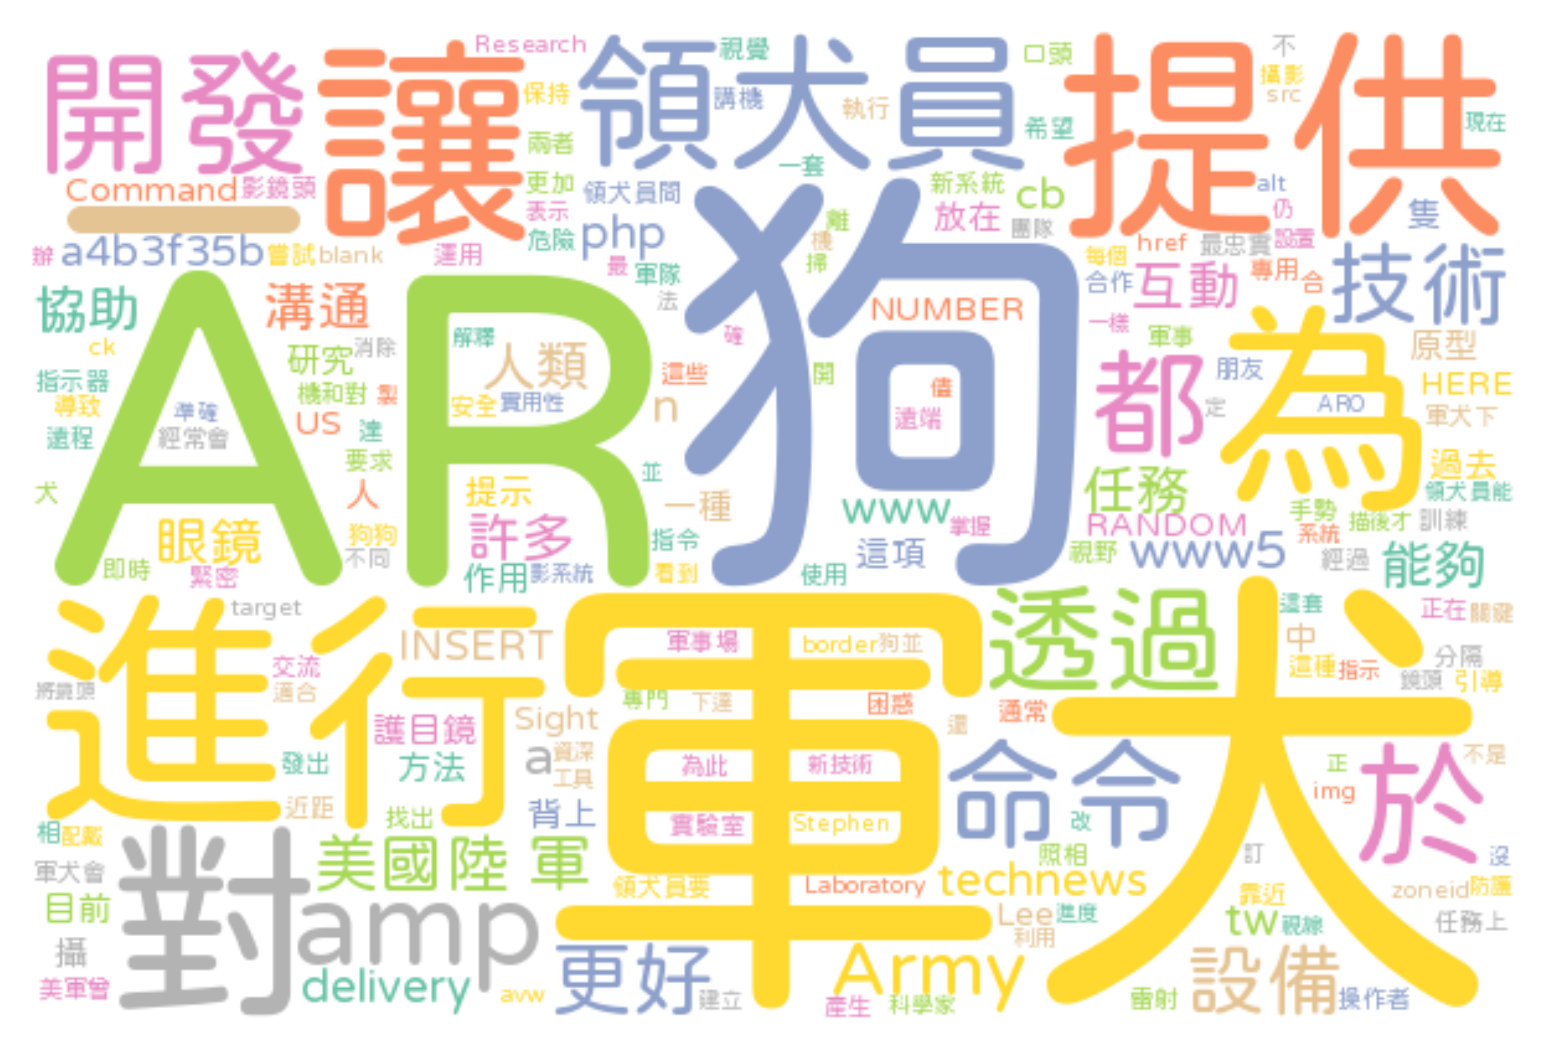 Research
視覺
口頭
不
開發
讓
保持
領犬員
講機
執行
提供
攝影
src
現在
希望
兩者
一套
Command
影鏡頭
更加
領犬員問
新系統
cb
alt
表示
放在
仍
隻
a4b3f35b
嘗試
blank
運用
危險
php
離
機
團隊
href
最忠實
設置
技術
最
軍隊
掃
每個
互動
專用
合
合作
協助
溝通
法
NUMBER
一樣
AR
狗
解釋
確
軍事
為
原型
ck
研究
消除
人類
這些
開
都
朋友
HERE
指示器
機和對
製
值
導致
準確
安全
實用性
n
遠端
定
ARO
軍犬下
遠程
經常會
US
達
要求
並
過去
犬
人
提示
一種
www
任務
領犬員能
手勢
描後才
訓練
眼鏡
狗狗
許多
指令
這項
掌握
RANDOM
系統
即時
不同
緊密
作用
影系統
看到
使用
視野
www5
經過
能夠
target
進行
INSERT
軍犬
軍事場
border
狗並
透過
這套
正在
關鍵
中
分隔
交流
適合
將鏡頭
這種
指示
鏡頭
引導
專門
下達
困惑
還
通常
護目鏡
Sight
發出
方法
a
資深
工具
為此
新技術
命令
正
於
不是
img
近距
找出
背上
實驗室
Stephen
改
相
配戴
對
美國陸
軍
照相
訂
沒
軍犬會
領犬員要
Laboratory
technews
靠近
zoneid
防護
目前
amp
Lee
進度
利用
tw
視線
任務上
攝
更好
Army
設備
美軍曾
delivery
avw
建立
產生
科學家
雷射
操作者